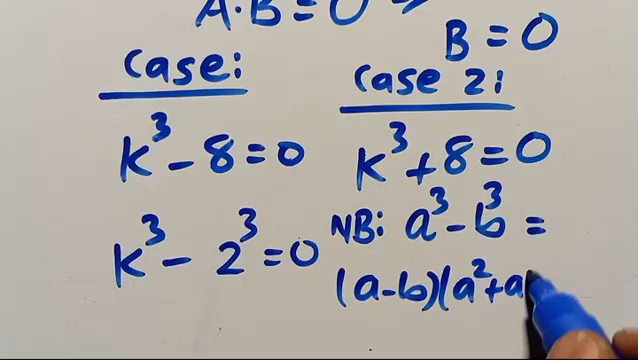 A·B=0 →
B=0
Case:
k³-8=0
k³-2³=0
Case 2:
k³+8=0
NB: a³-b³=
(a-b)(a²+a